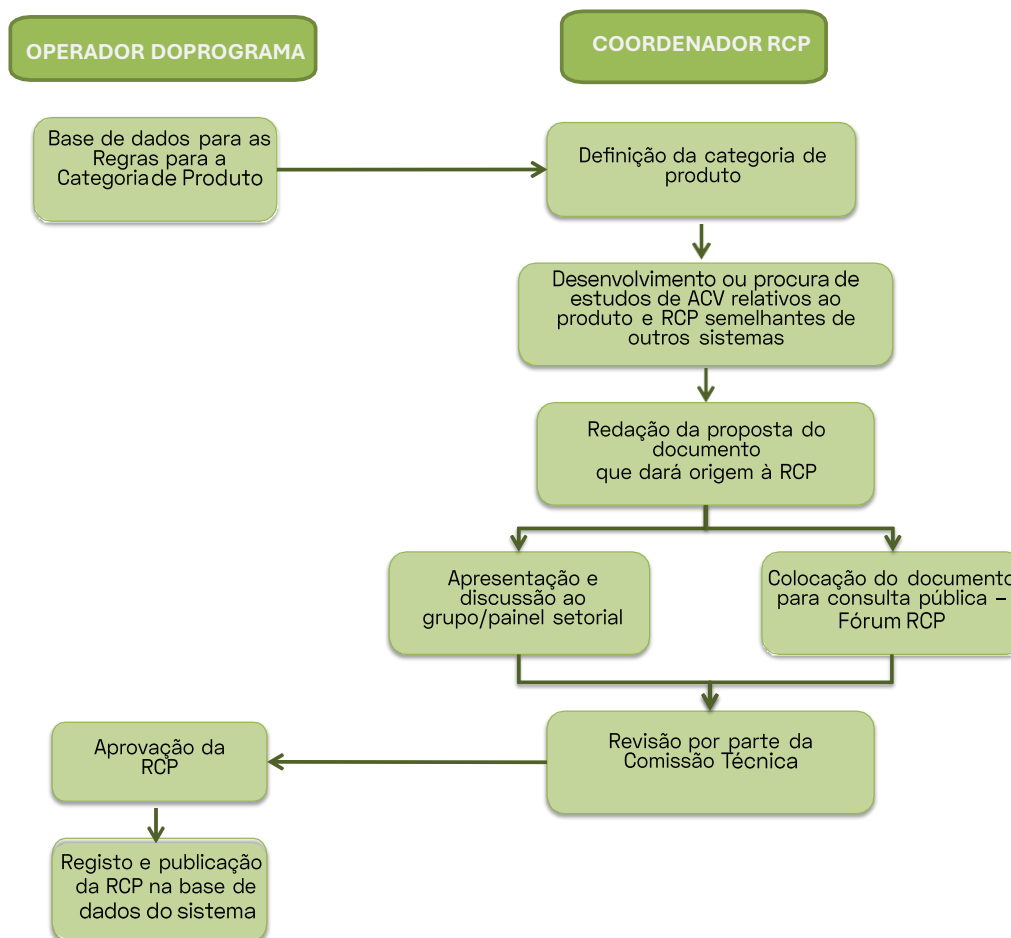 OPERADOR DOPROGRAMA
COORDENADOR RCP
Base de dados para as
Regras para a
Categoria de Produto
Definição da categoria de
produto
Desenvolvimento ou procura de
estudos de ACV relativos ao
produto e RCP semelhantes de
outros sistemas
Redação da proposta do
documento
que dará origem à RCP
Apresentação e
discussão ao
grupo/painel setorial
Colocação do documento
para consulta pública –
Fórum RCP
Revisão por parte da
Comissão Técnica
Aprovação da
RCP
Registo e publicação
da RCP na base de
dados do sistema